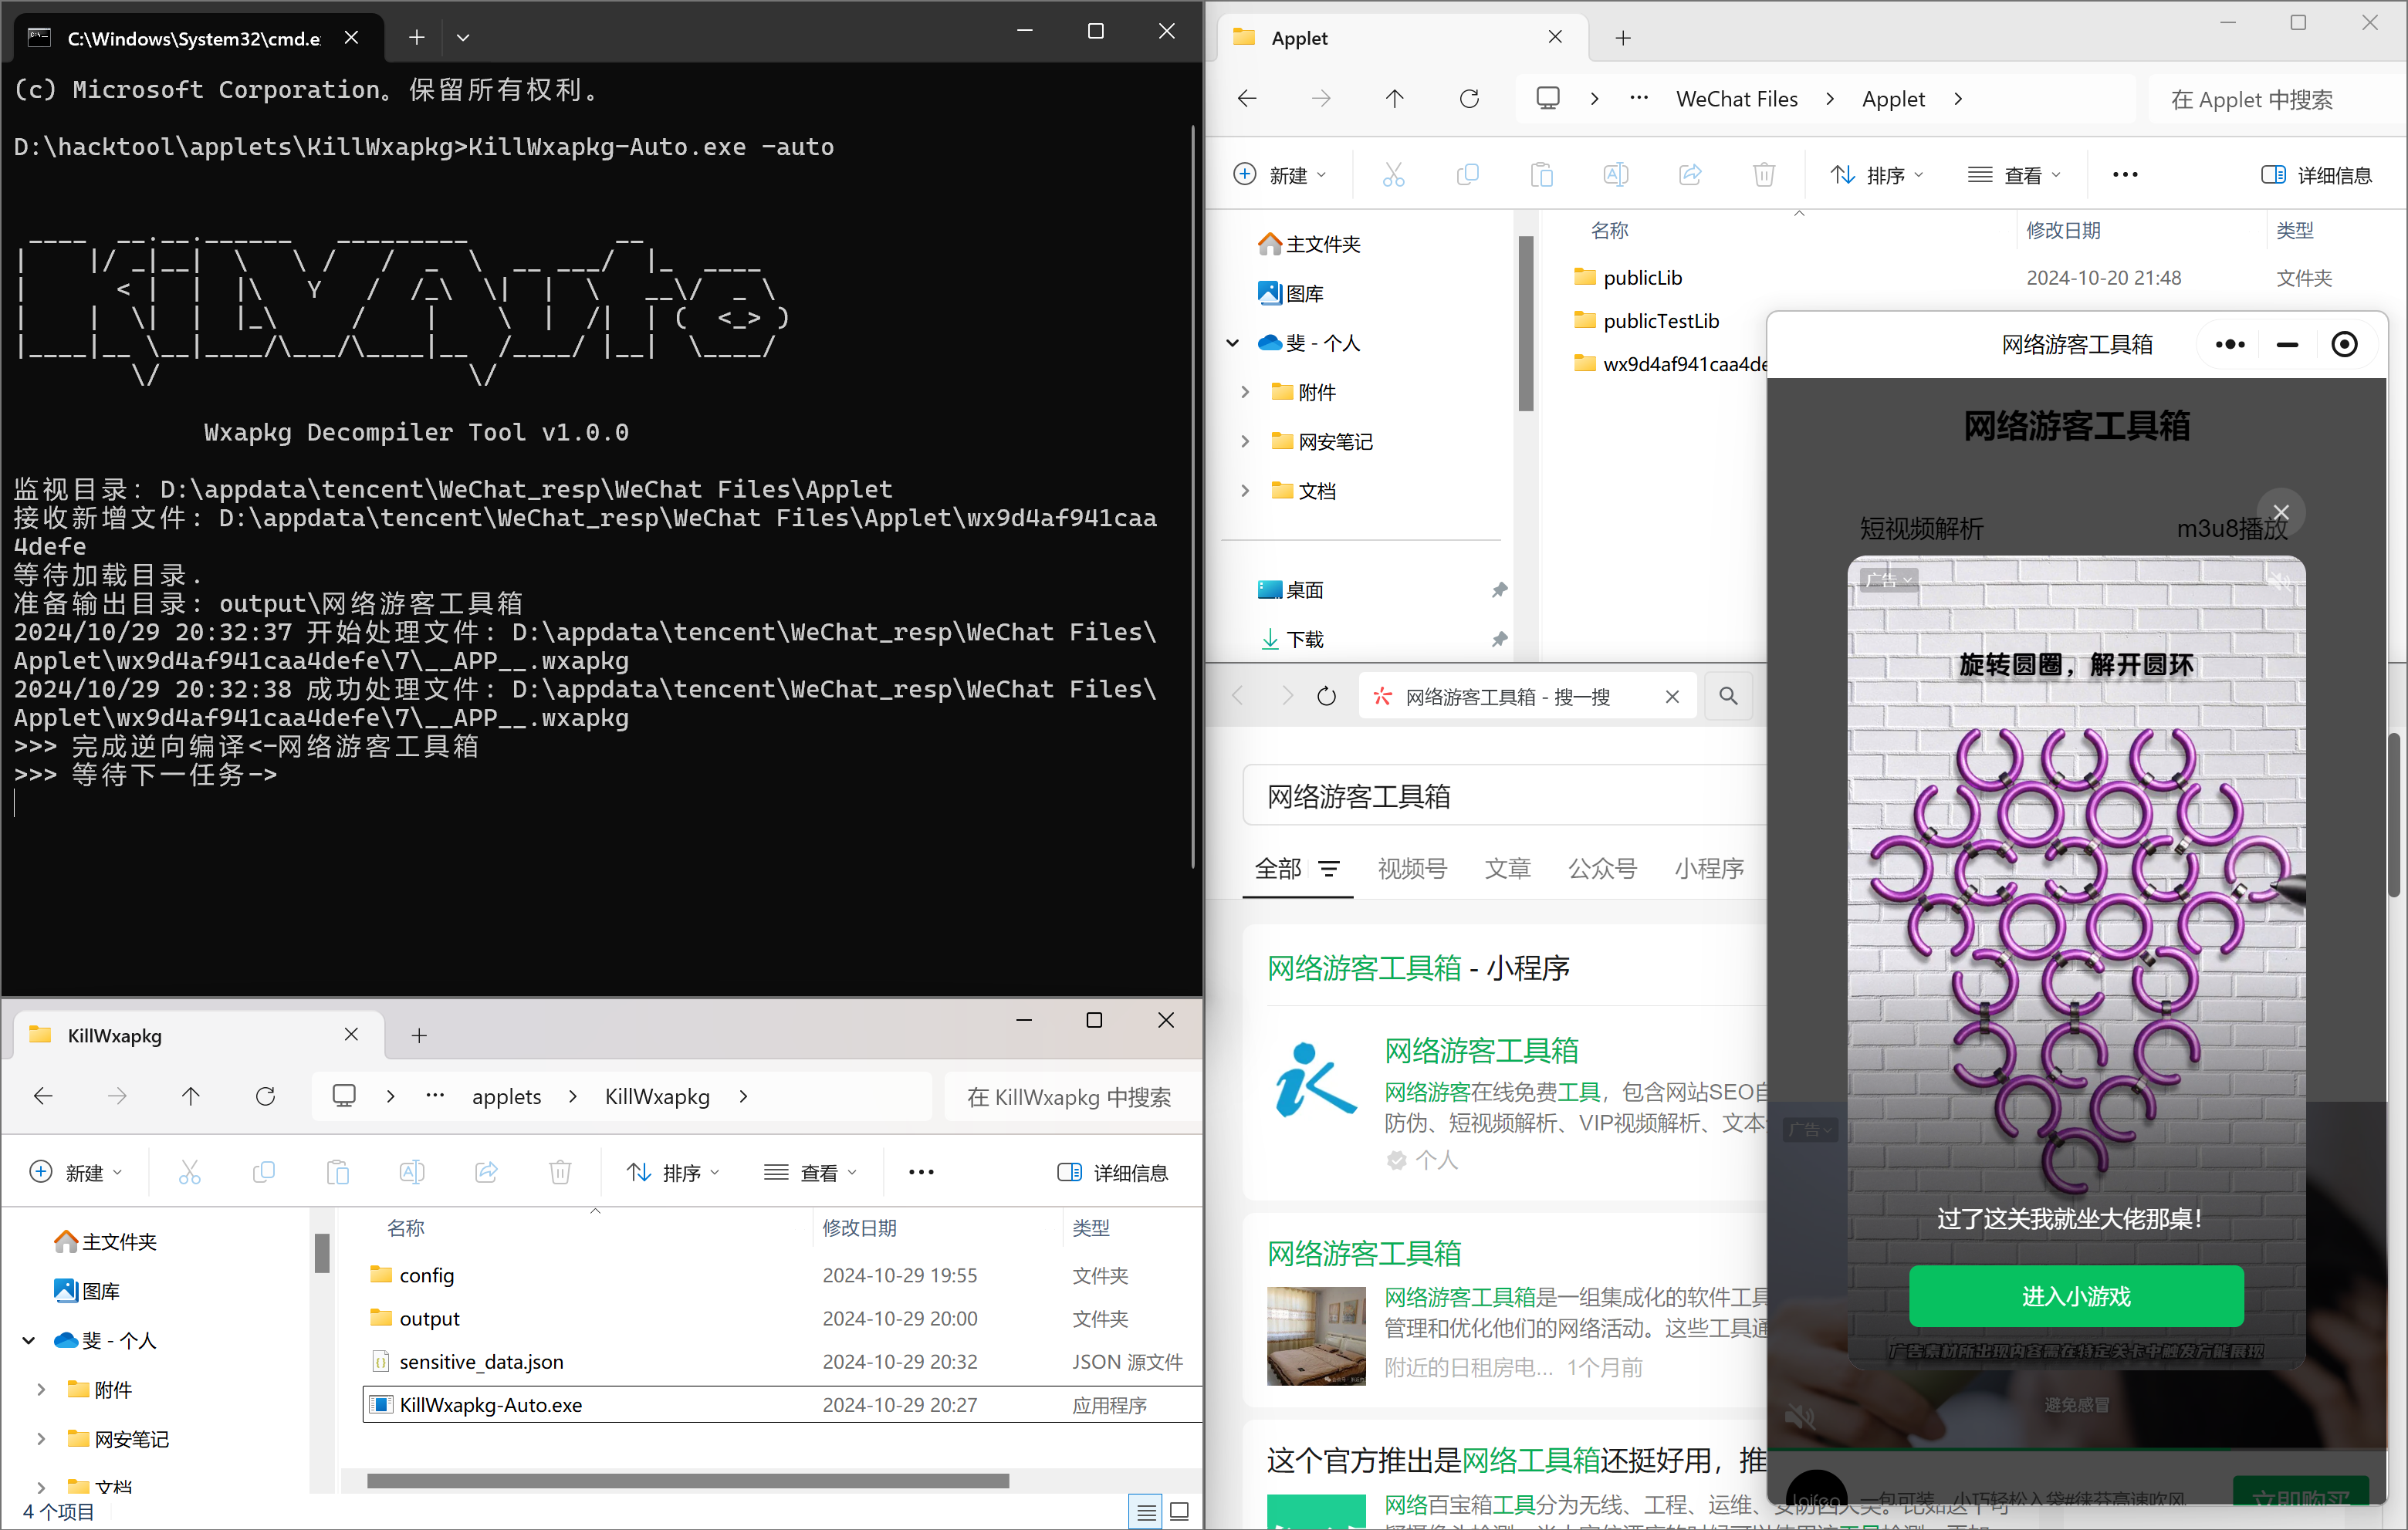 C:\Windows\System32\cmd.e
(c) Microsoft Corporation。保留所有权利。
D:\hacktool\applets\KillWxapkg>KillWxapkg-Auto.exe -auto
Wxapkg Decompiler Tool v1.0.0
监视目录: D:\appdata\tencent\WeChat_resp\WeChat Files\Applet
接收新增文件: D:\appdata\tencent\WeChat_resp\WeChat Files\Applet\wx9d4af941caa
4defe
等待加载目录.
准备输出目录: output\网络游客工具箱
2024/10/29 20:32:37 开始处理文件: D:\appdata\tencent\WeChat_resp\WeChat Files\
Applet\wx9d4af941caa4defe\7\__APP__.wxapkg
2024/10/29 20:32:38 成功处理文件: D:\appdata\tencent\WeChat_resp\WeChat Files\
Applet\wx9d4af941caa4defe\7\__APP__.wxapkg
>>> 完成逆向编译<-网络游客工具箱
>>> 等待下一任务->
KillWxapkg
applets > KillWxapkg >
在 KillWxapkg 中搜索
新建 排序 查看 详细信息
名称 修改日期 类型
主文件夹
图库
斐 - 个人
附件
网安笔记
文档
config 2024-10-29 19:55 文件夹
output 2024-10-29 20:00 文件夹
sensitive_data.json 2024-10-29 20:32 JSON 源文件
KillWxapkg-Auto.exe 2024-10-29 20:27 应用程序
4 个项目
Applet
WeChat Files > Applet >
在 Applet 中搜索
新建 排序 查看 详细信息
名称 修改日期 类型
主文件夹
图库
斐 - 个人
附件
网安笔记
文档
桌面
下载
publicLib 2024-10-20 21:48 文件夹
publicTestLib
wx9d4af941caa4de
网络游客工具箱 - 搜一搜
网络游客工具箱
全部 视频号 文章 公众号 小程序
网络游客工具箱 - 小程序
网络游客工具箱
网络游客在线免费工具，包含网站SEO
防伪、短视频解析、VIP视频解析、文本
个人
网络游客工具箱
网络游客工具箱是一组集成化的软件工具
管理和优化他们的网络活动。这些工具通
附近的日租房电... 1个月前
这个官方推出是网络工具箱还挺好用，推
网络百宝箱工具分为无线、工程、运维、
网络游客工具箱
网络游客工具箱
短视频解析 m3u8播放
广告
旋转圆圈，解开圆环
过了这关我就坐大佬那桌！
进入小游戏
广告素材所出现内容需在特定关卡中触发方能展现
广告
避免感冒
laifen
一包可装，小巧轻松入袋#徕芬高速吹风
立即购买